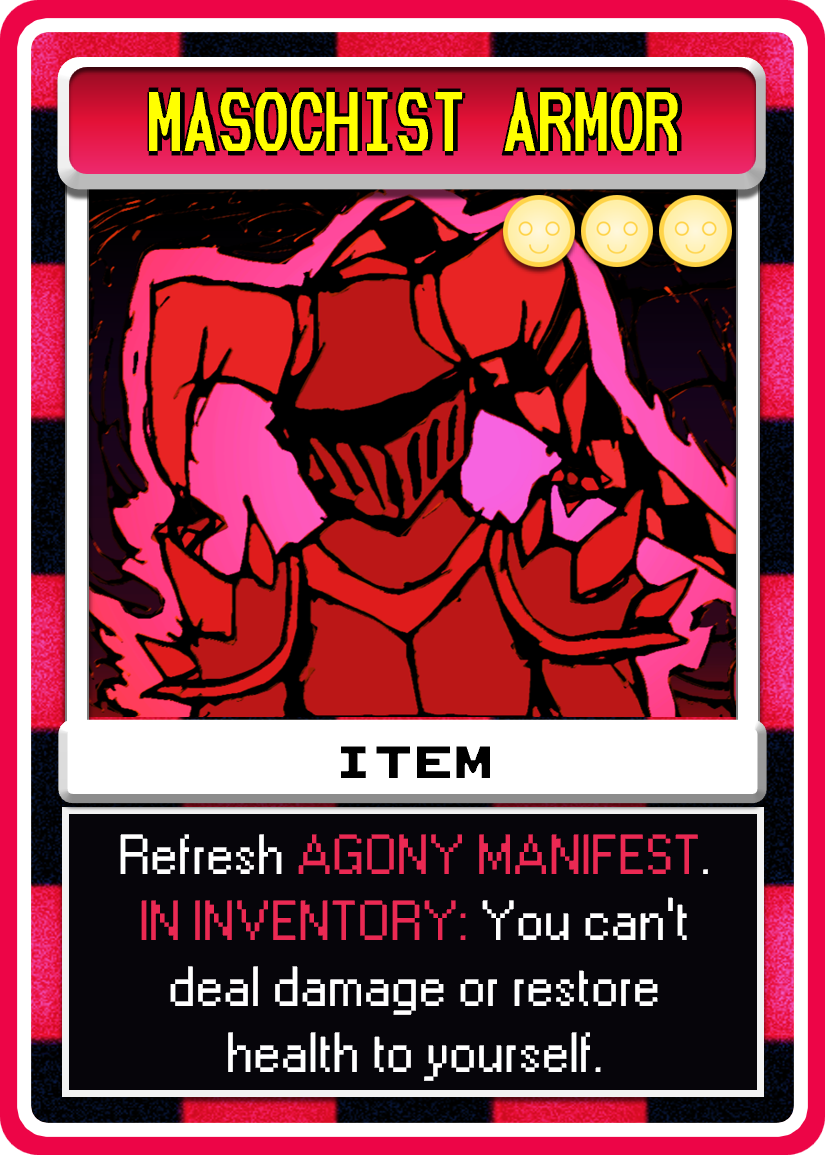 MASOCHIST ARMOR
ITEM
Refresh AGONY MANIFEST.
IN INVENTORY: You can't
deal damage or restore
health to yourself.